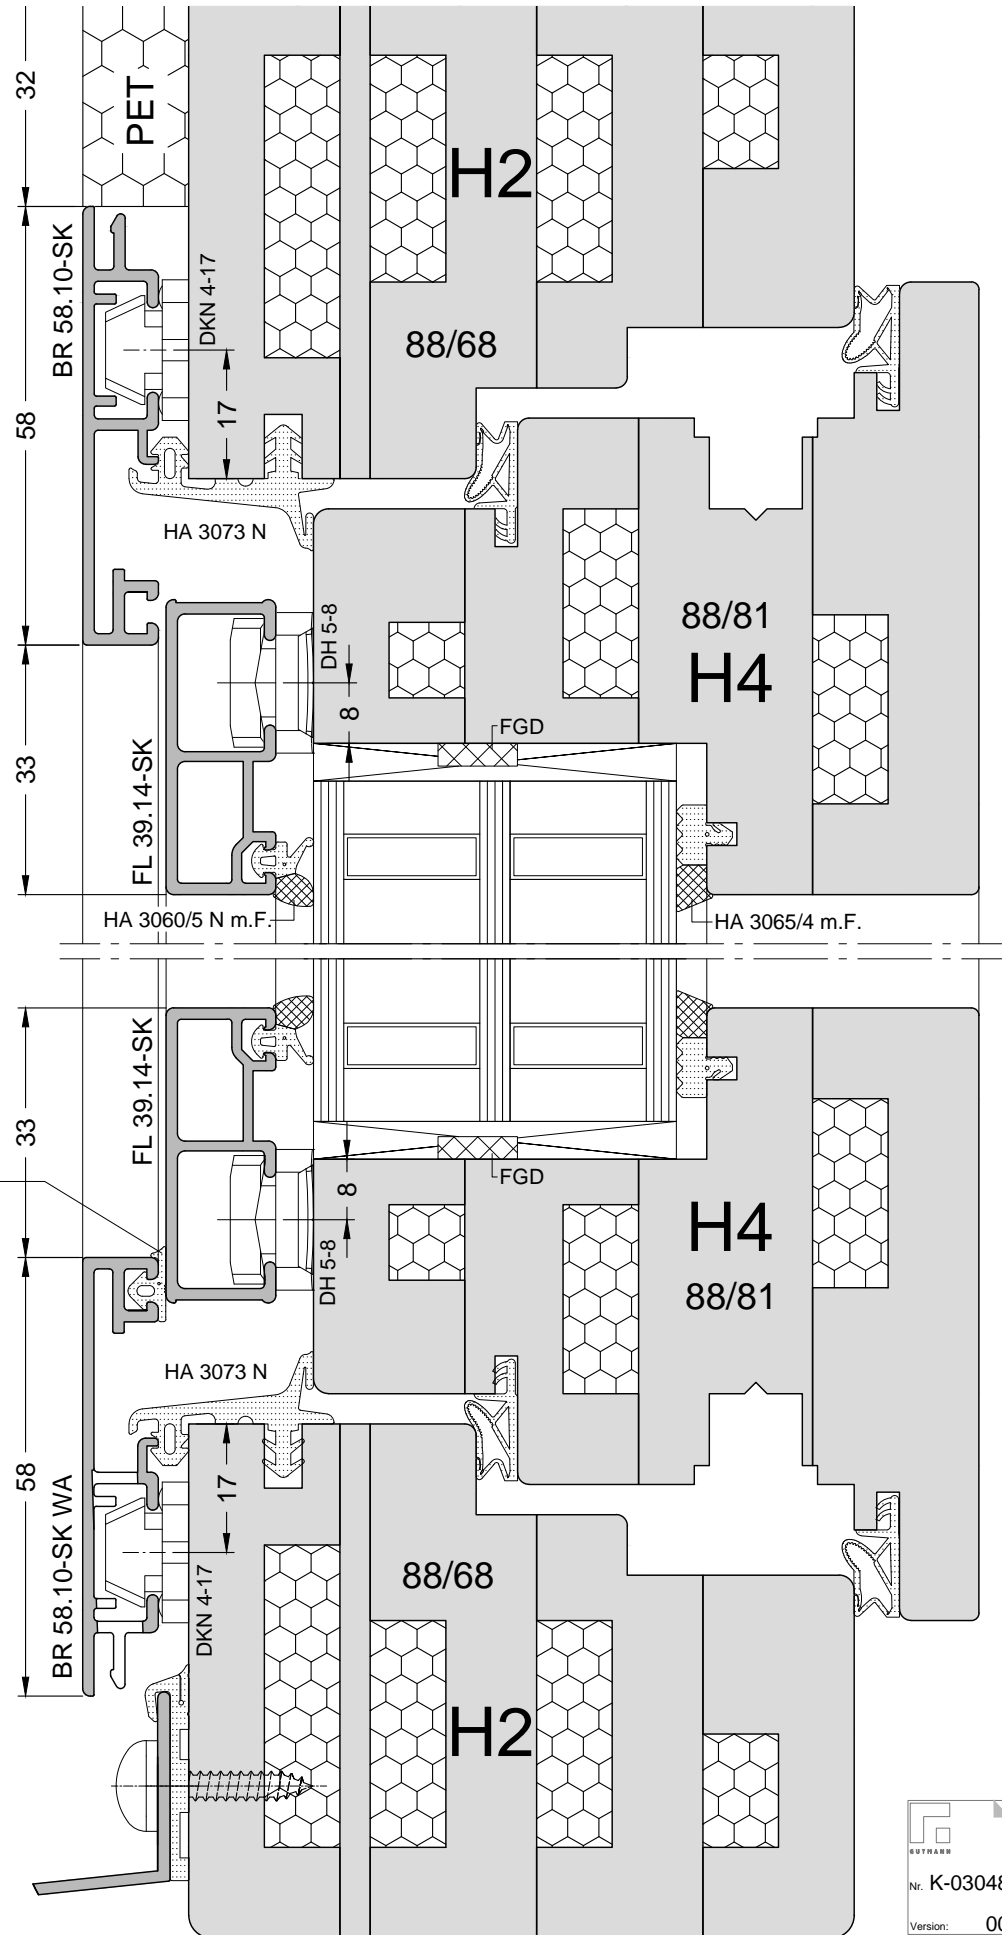 32
PET
H2
BR 58.10-SK
DKN 4-17
88/68
58
17
HA 3073 N
DH 5-8
88/81
H4
8
FGD
33
FL 39.14-SK
HA 3060/5 N m.F.
HA 3065/4 m.F.
FL 39.14-SK
33
8
FGD
H4
DH 5-8
88/81
HA 3073 N
58
17
BR 58.10-SK WA
DKN 4-17
88/68
H2
GUTMANN
Nr. K-03048
Version: 00